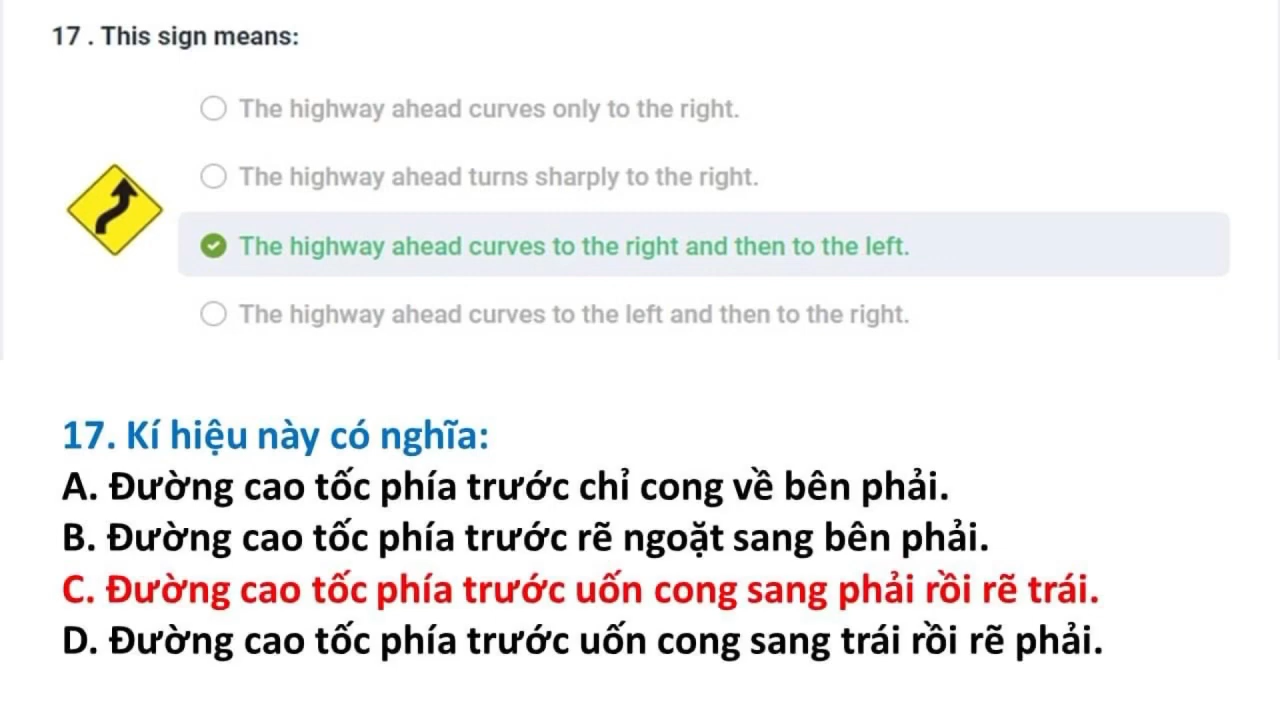 17 . This sign means:
The highway ahead curves only to the right.
The highway ahead turns sharply to the right.
The highway ahead curves to the right and then to the left.
The highway ahead curves to the left and then to the right.
17. Kí hiệu này có nghĩa:
A. Đường cao tốc phía trước chỉ cong về bên phải.
B. Đường cao tốc phía trước rẽ ngoặt sang bên phải.
C. Đường cao tốc phía trước uốn cong sang phải rồi rẽ trái.
D. Đường cao tốc phía trước uốn cong sang trái rồi rẽ phải.